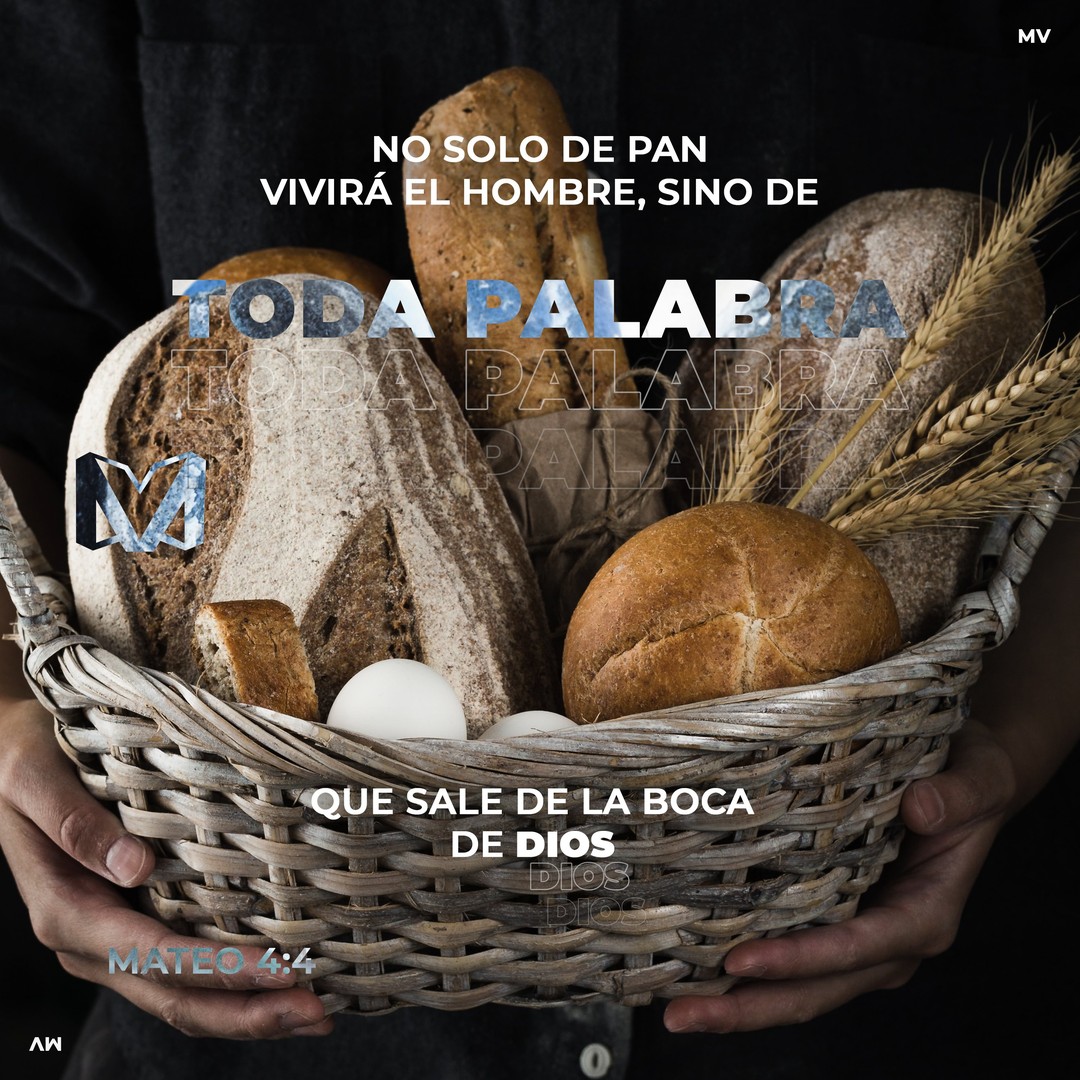 MV
NO SOLO DE PAN
VIVIRÁ EL HOMBRE, SINO DE
TODA PALABRA
TODA PALABRA
PALABRA
QUE SALE DE LA BOCA
DE DIOS
DIOS
DIOS
MATEO 4:4